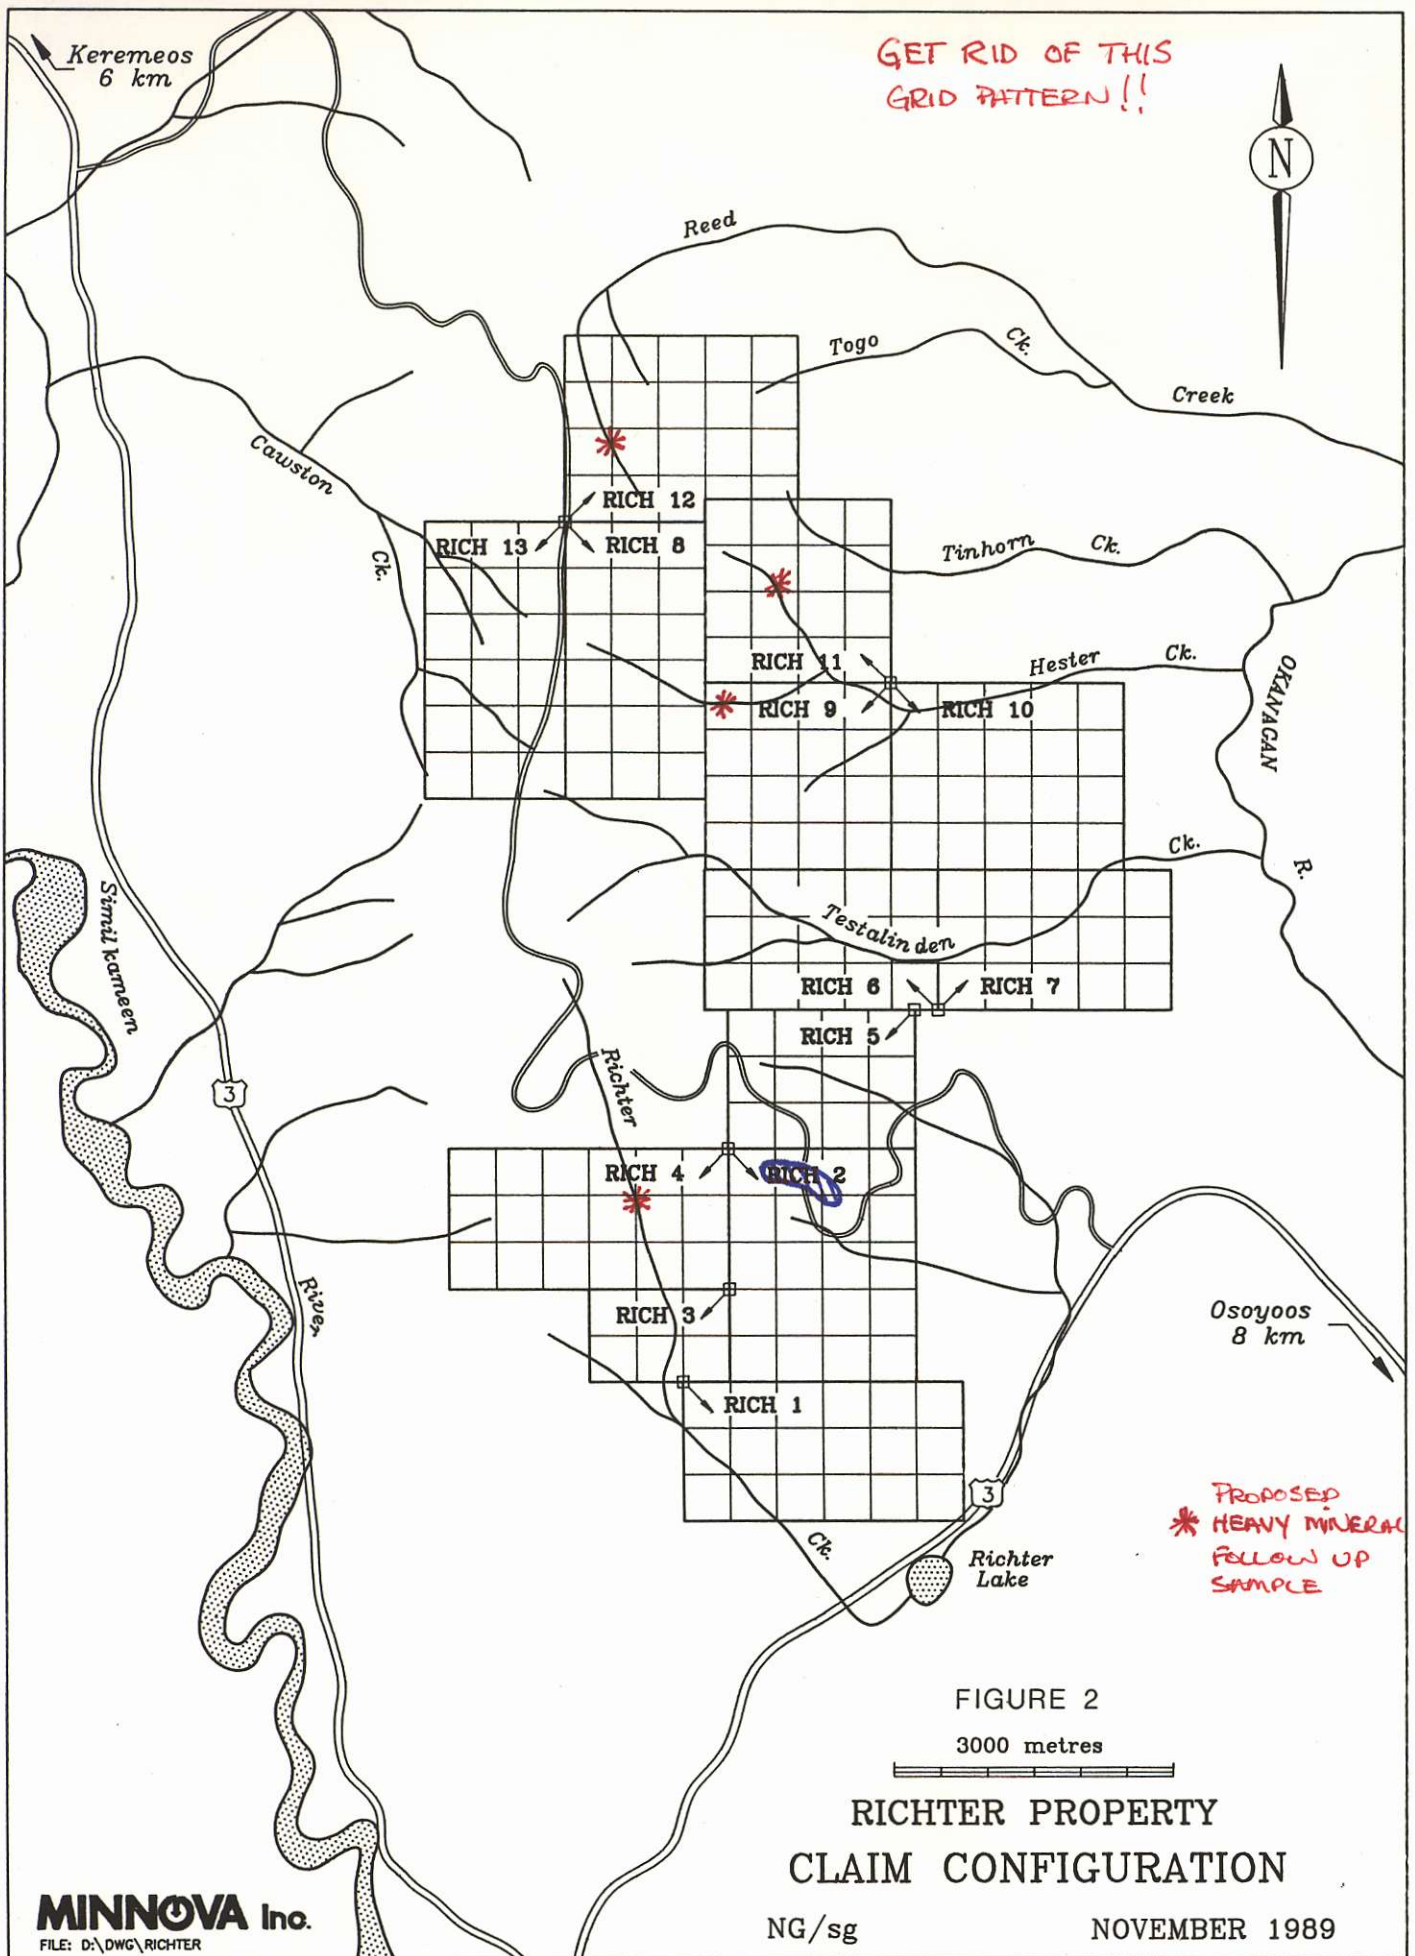 Keremeos
6 km
GET RID OF THIS
GRID PATTERN!!
N
Reed
Togo
Ck.
Creek
Cawston
Ck.
RICH 12
RICH 13
RICH 8
Tinhorn Ck.
RICH 11
Hester Ck.
RICH 9
RICH 10
OKANAGAN
R.
Ck.
Similkameen
Testalinden
RICH 6
RICH 7
RICH 5
3
Richter
RICH 4
RICH 2
River
RICH 3
Osoyoos
8 km
RICH 1
3
Ck.
Richter
Lake
PROPOSED
* HEAVY MINERAL
FOLLOW UP
SAMPLE
FIGURE 2
3000 metres
RICHTER PROPERTY
CLAIM CONFIGURATION
MINNOVA Inc.
FILE: D:\DWG\RICHTER
NG/sg
NOVEMBER 1989